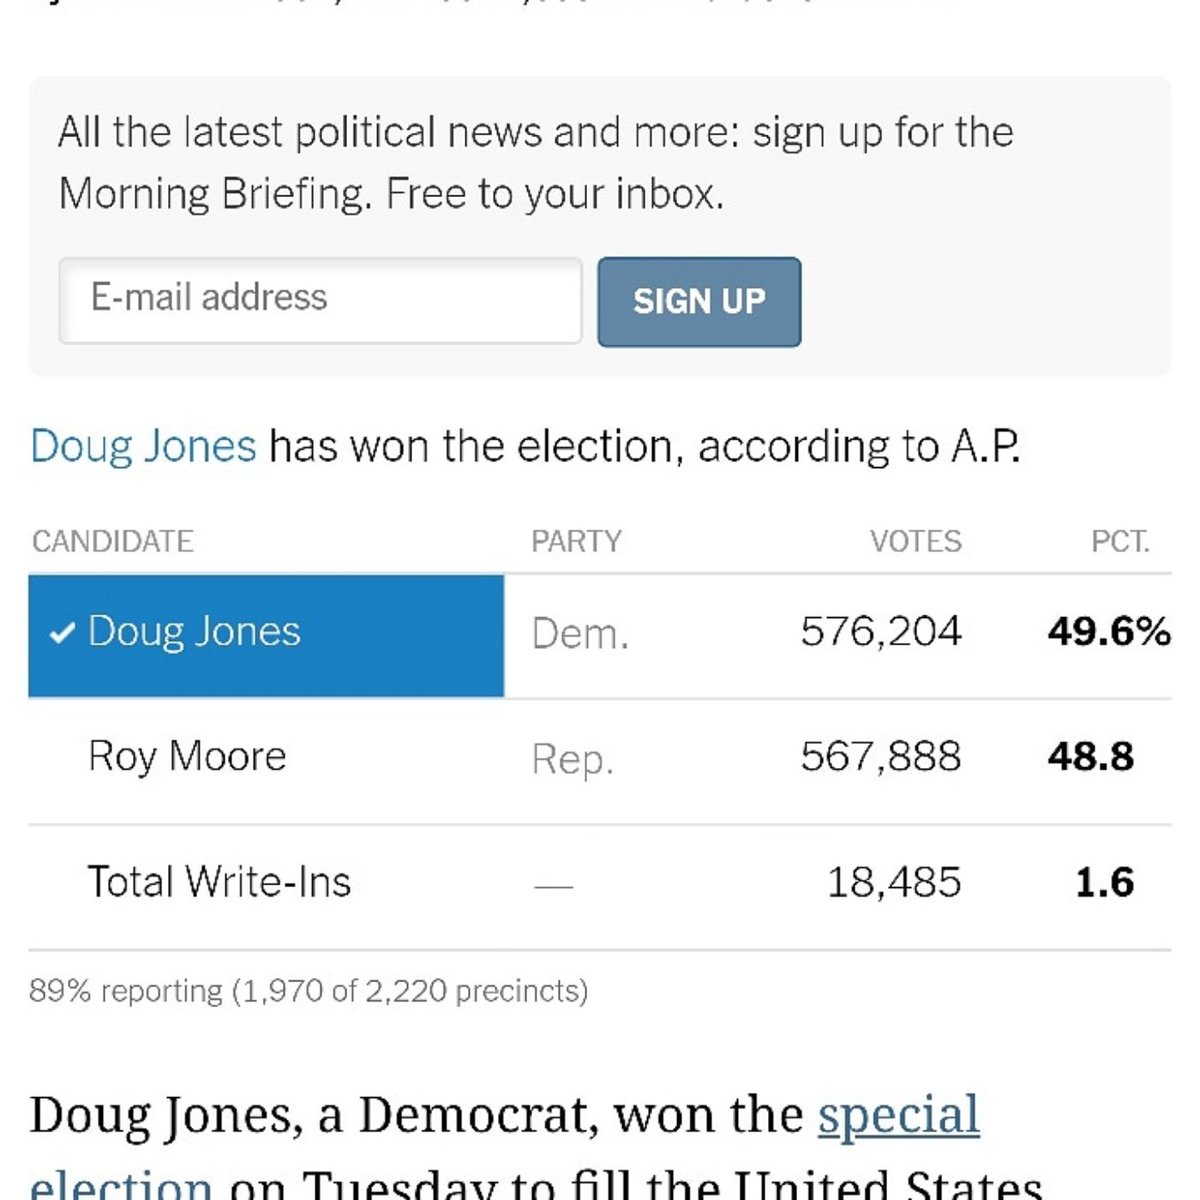 All the latest political news and more: sign up for the
Morning Briefing. Free to your inbox.
E-mail address
SIGN UP
Doug Jones has won the election, according to A.P.
CANDIDATE PARTY VOTES PCT.
✓ Doug Jones Dem. 576,204 49.6%
Roy Moore Rep. 567,888 48.8
Total Write-Ins — 18,485 1.6
89% reporting (1,970 of 2,220 precincts)
Doug Jones, a Democrat, won the special
election on Tuesday to fill the United States